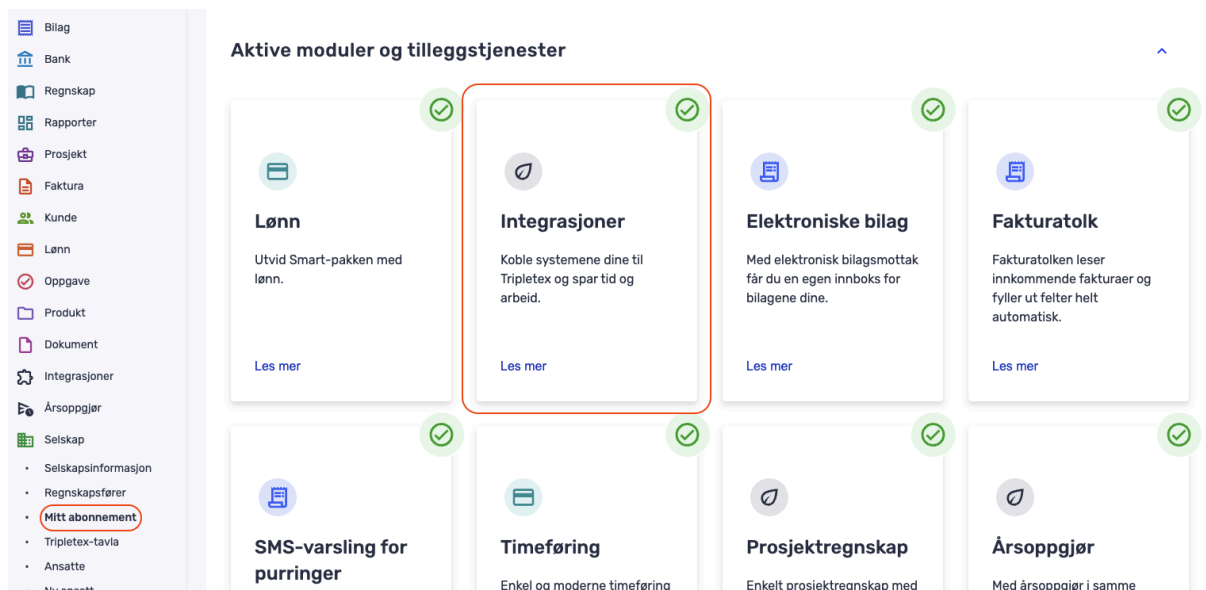 Bilag
Bank
Regnskap
Rapporter
Prosjekt
Faktura
Kunde
Lønn
Oppgave
Produkt
Dokument
Integrasjoner
Årsoppgjør
Selskap
Selskapsinformasjon
Regnskapsfører
Mitt abonnement
Tripletex-tavla
Ansatte
Aktive moduler og tilleggstjenester
Lønn
Utvid Smart-pakken med
lønn.
Les mer
Integrasjoner
Koble systemene dine til
Tripletex og spar tid og
arbeid.
Les mer
Elektroniske bilag
Med elektronisk bilagsmottak
får du en egen innboks for
bilagene dine.
Les mer
Fakturatolk
Fakturatolken leser
innkommende fakturaer og
fyller ut felter helt
automatisk.
Les mer
SMS-varsling for
purringer
Timeføring
Enkel og moderne timeføring
Prosjektregnskap
Enkelt prosjektregnskap med
Årsoppgjør
Med årsoppgjør i samme